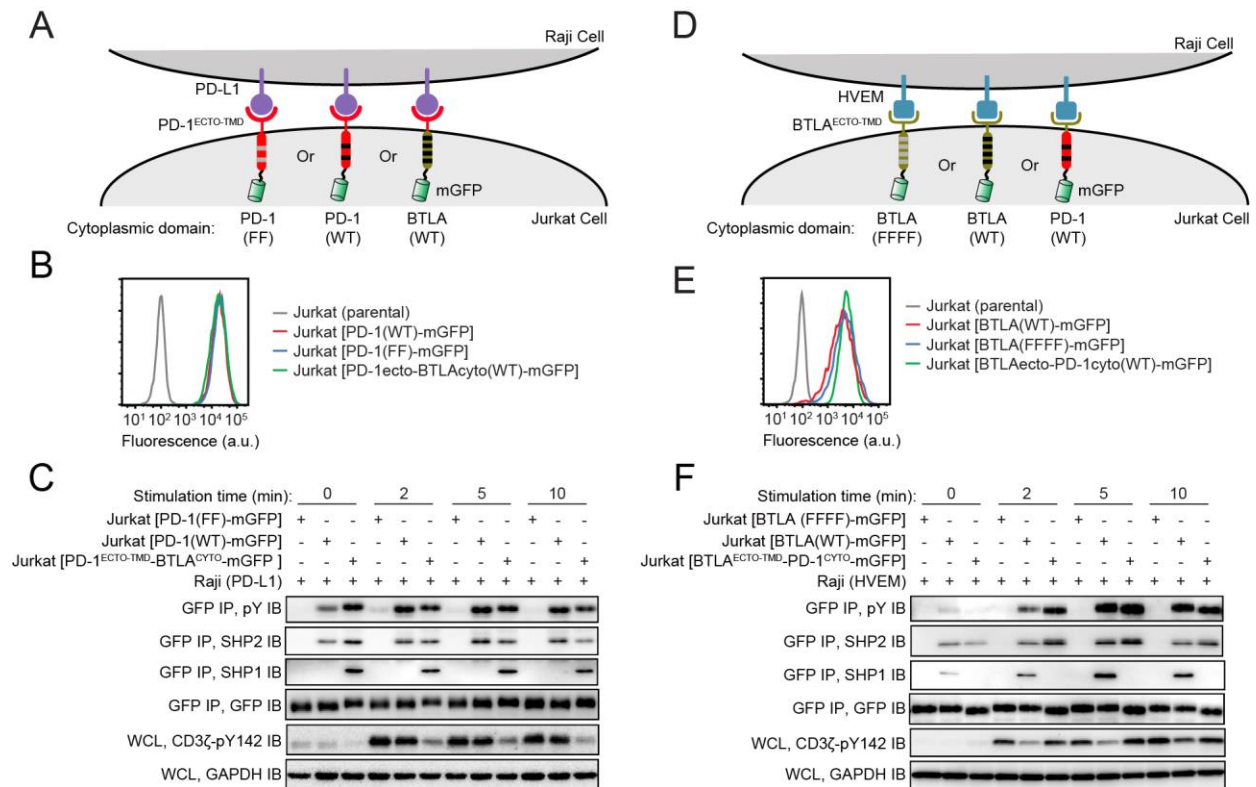 A
Raji Cell
PD-L1
PD-1ᴱᶜᵀᴼ⁻ᵀᴹᴰ
Or
Or
mGFP
Jurkat Cell
Cytoplasmic domain:
PD-1
(FF)
PD-1
(WT)
BTLA
(WT)
B
Jurkat (parental)
Jurkat [PD-1(WT)-mGFP]
Jurkat [PD-1(FF)-mGFP]
Jurkat [PD-1ecto-BTLAcyto(WT)-mGFP]
10¹ 10² 10³ 10⁴ 10⁵
Fluorescence (a.u.)
C
Stimulation time (min): 0 2 5 10
Jurkat [PD-1(FF)-mGFP] + - - + - - + - - + - -
Jurkat [PD-1(WT)-mGFP] - + - - + - - + - - + -
Jurkat [PD-1ᴱᶜᵀᴼ⁻ᵀᴹᴰ-BTLAᶜʸᵀᴼ-mGFP ] - - + - - + - - + - - +
Raji (PD-L1) + + + + + + + + + + + +
GFP IP, pY IB
GFP IP, SHP2 IB
GFP IP, SHP1 IB
GFP IP, GFP IB
WCL, CD3ζ-pY142 IB
WCL, GAPDH IB
D
Raji Cell
HVEM
BTLAᴱᶜᵀᴼ⁻ᵀᴹᴰ
Or
Or
mGFP
Jurkat Cell
Cytoplasmic domain:
BTLA
(FFFF)
BTLA
(WT)
PD-1
(WT)
E
Jurkat (parental)
Jurkat [BTLA(WT)-mGFP]
Jurkat [BTLA(FFFF)-mGFP]
Jurkat [BTLAecto-PD-1cyto(WT)-mGFP]
10¹ 10² 10³ 10⁴ 10⁵
Fluorescence (a.u.)
F
Stimulation time (min): 0 2 5 10
Jurkat [BTLA (FFFF)-mGFP] + - - + - - + - - + - -
Jurkat [BTLA(WT)-mGFP] - + - - + - - + - - + -
Jurkat [BTLAᴱᶜᵀᴼ⁻ᵀᴹᴰ-PD-1ᶜʸᵀᴼ-mGFP] - - + - - + - - + - - +
Raji (HVEM) + + + + + + + + + + + +
GFP IP, pY IB
GFP IP, SHP2 IB
GFP IP, SHP1 IB
GFP IP, GFP IB
WCL, CD3ζ-pY142 IB
WCL, GAPDH IB